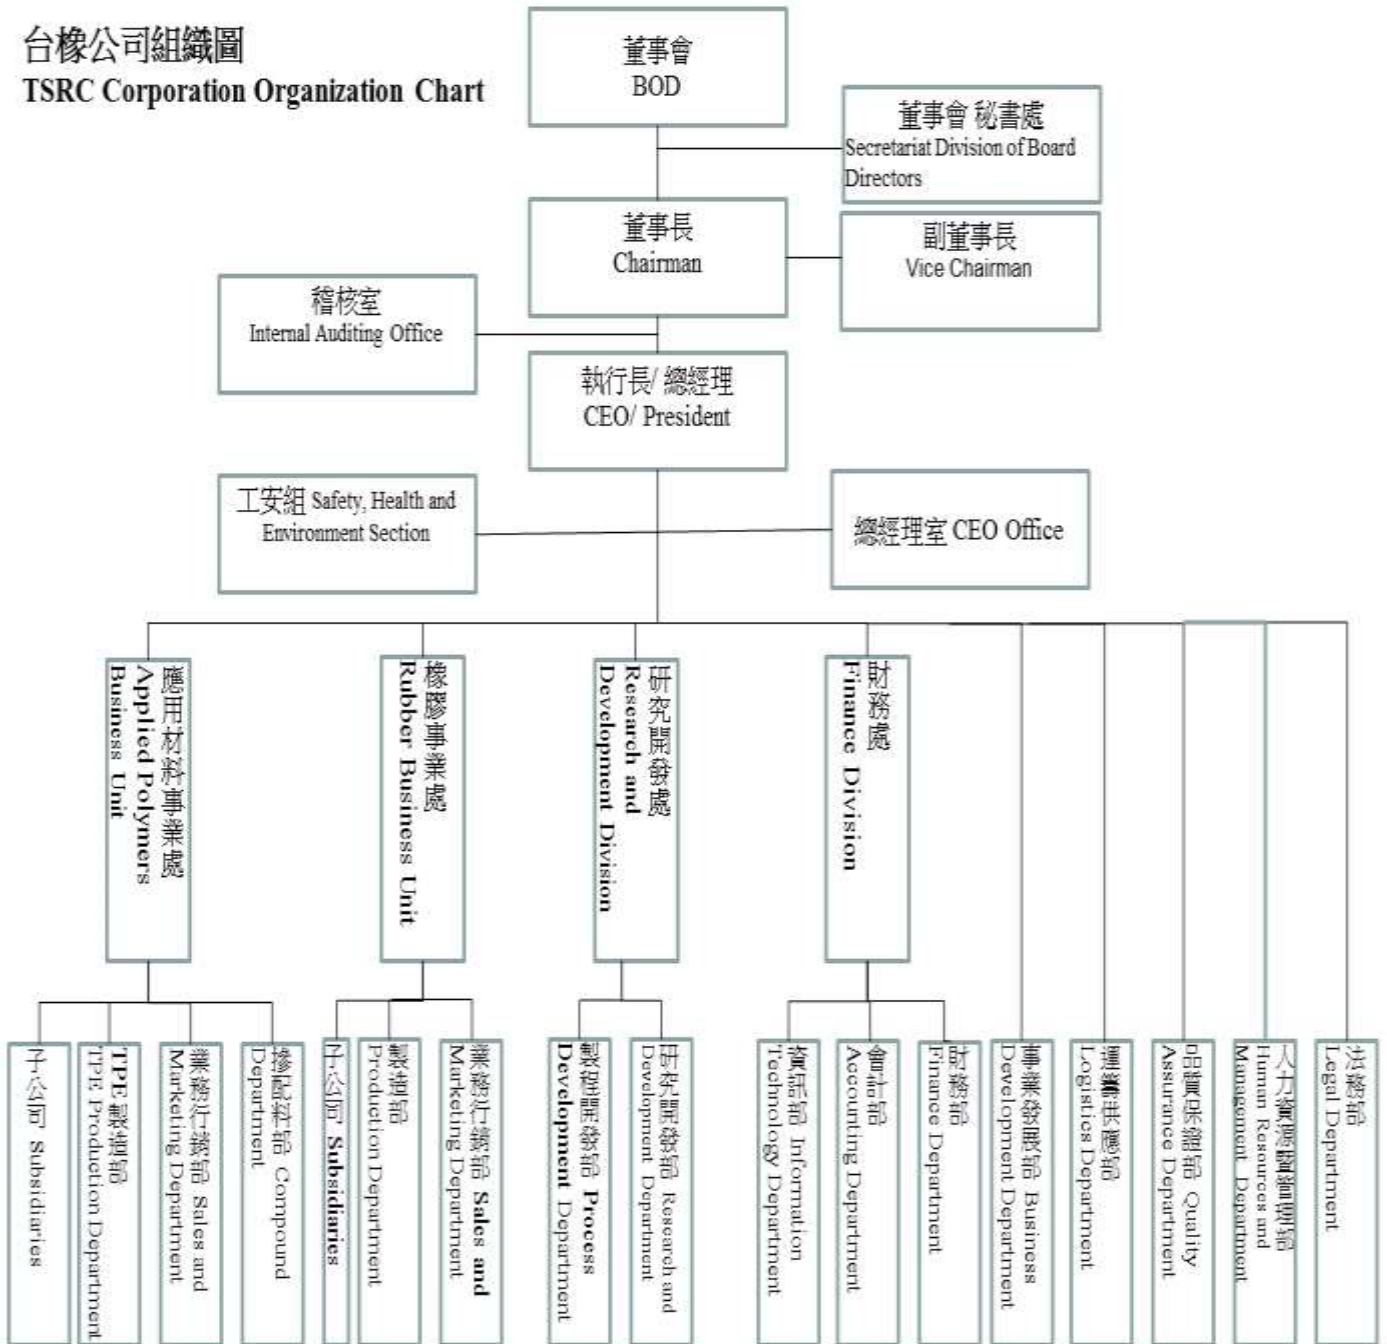 台橡公司組織圖
TSRC Corporation Organization Chart
董事會
BOD
董事會 秘書處
Secretariat Division of Board
Directors
董事長
Chairman
副董事長
Vice Chairman
稽核室
Internal Auditing Office
執行長/ 總經理
CEO/ President
工安組 Safety, Health and
Environment Section
總經理室 CEO Office
應用材料事業處
Applied Polymers
Business Unit
橡膠事業處
Rubber Business Unit
研究開發處
Research and
Development Division
財務處
Finance Division
子公司 Subsidiaries
TPE 製造部
TPE Production Department
業務行銷部 Sales and
Marketing Department
摻配料部 Compound
Department
子公司 Subsidiaries
製造部
Production Department
業務行銷部 Sales and
Marketing Department
製程開發部 Process
Development Department
研究開發部 Research and
Development Department
資訊部 Information
Technology Department
會計部
Accounting Department
財務部
Finance Department
事業發展部 Business
Development Department
運籌供應部
Logistics Department
品質保證部 Quality
Assurance Department
人力資源暨管理部
Human Resources and
Management Department
法務部
Legal Department